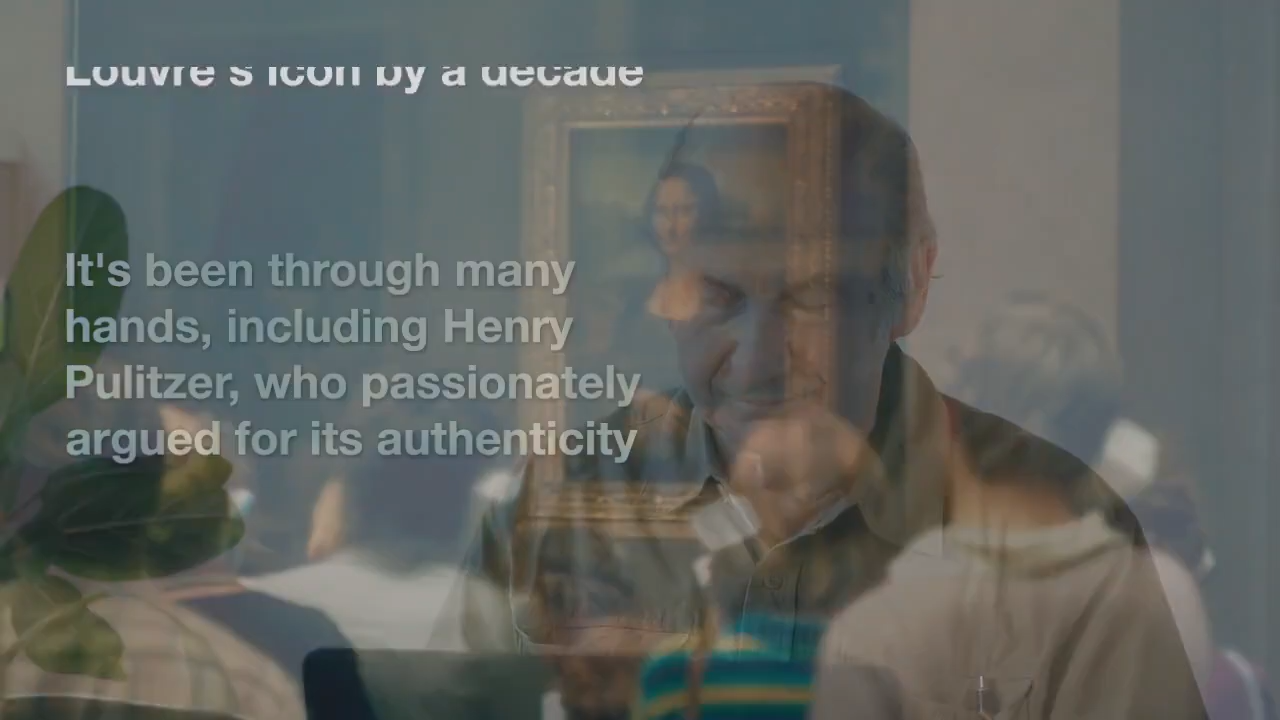 Louvre's icon by a decade
It's been through many
hands, including Henry
Pulitzer, who passionately
argued for its authenticity